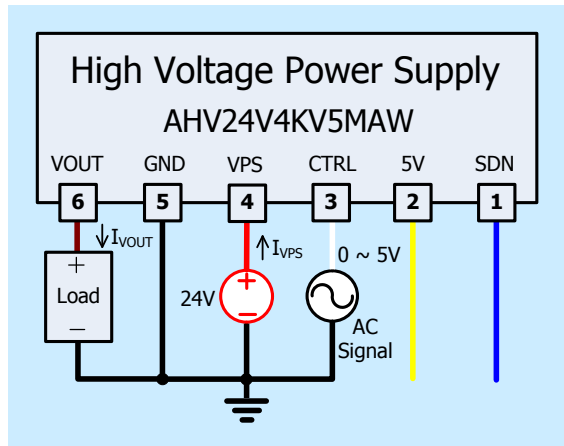 High Voltage Power Supply
AHV24V4KV5MAW
VOUT GND VPS CTRL 5V SDN
6 5 4 3 2 1
IVOUT
IVPS
0 ~ 5V
+
Load
−
24V
+
−
AC
Signal